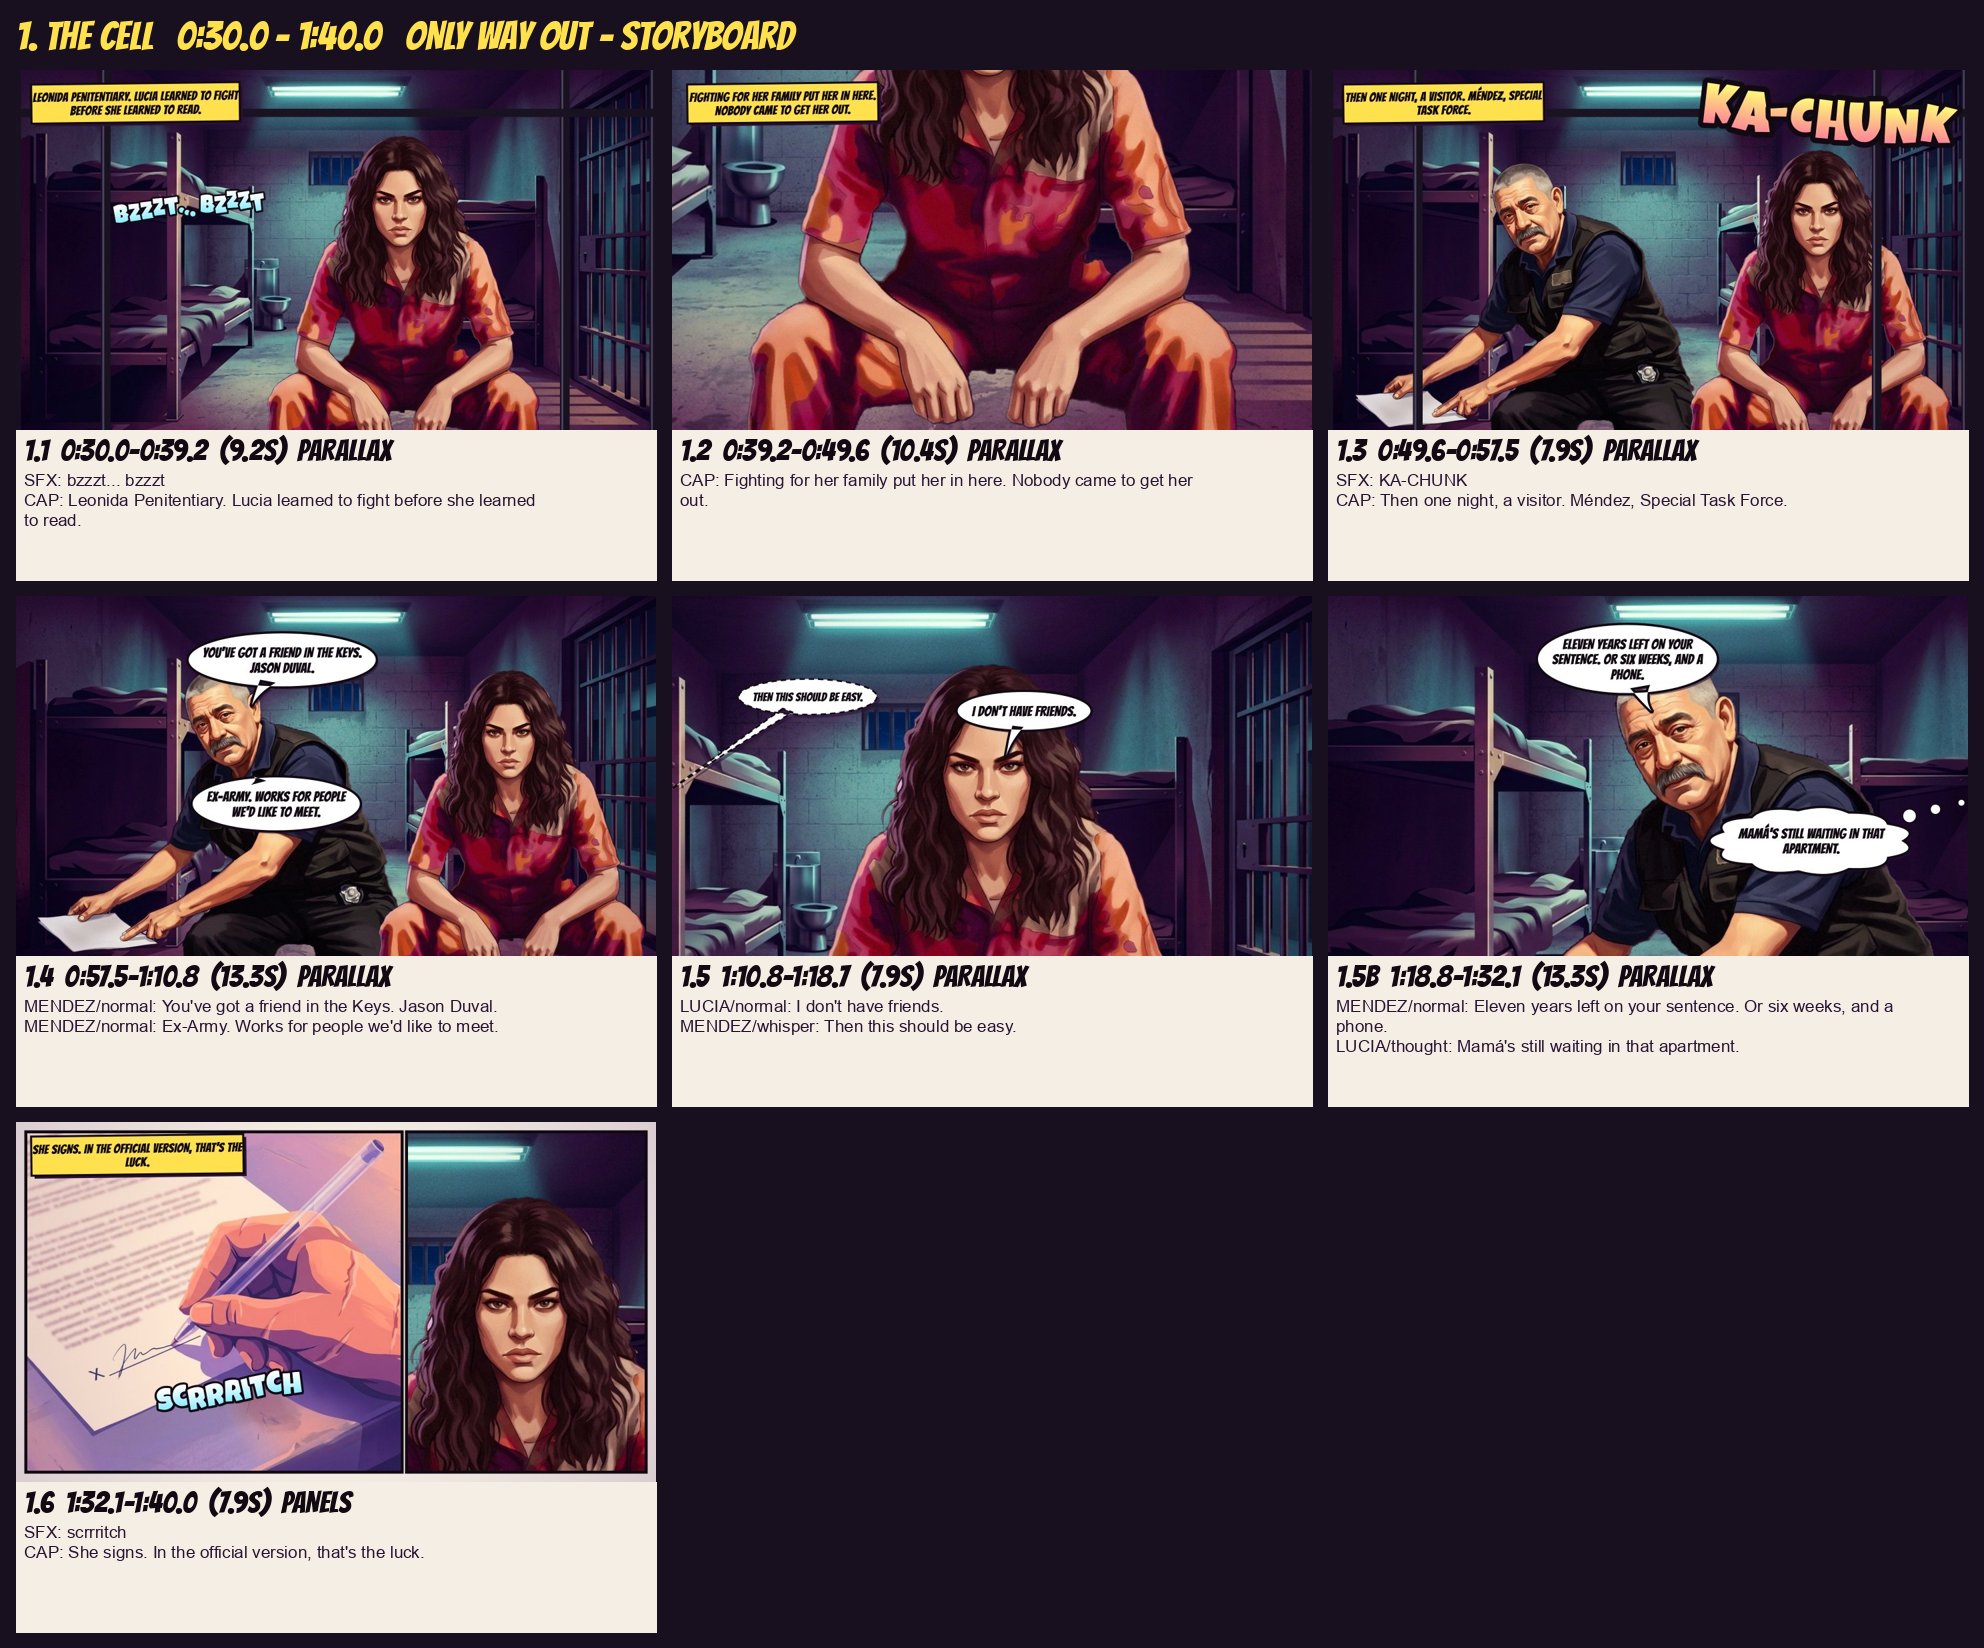 1. THE CELL 0:30.0 - 1:40.0 ONLY WAY OUT - STORYBOARD
LEONIDA PENITENTIARY. LUCIA LEARNED TO FIGHT
BEFORE SHE LEARNED TO READ.
BZZZT... BZZZT
1.1 0:30.0-0:39.2 (9.2S) PARALLAX
SFX: bzzzt... bzzzt
CAP: Leonida Penitentiary. Lucia learned to fight before she learned
to read.
FIGHTING FOR HER FAMILY PUT HER IN HERE.
NOBODY CAME TO GET HER OUT.
1.2 0:39.2-0:49.6 (10.4S) PARALLAX
CAP: Fighting for her family put her in here. Nobody came to get her
out.
THEN ONE NIGHT, A VISITOR. MÉNDEZ, SPECIAL
TASK FORCE.
KA-CHUNK
1.3 0:49.6-0:57.5 (7.9S) PARALLAX
SFX: KA-CHUNK
CAP: Then one night, a visitor. Méndez, Special Task Force.
YOU'VE GOT A FRIEND IN THE KEYS.
JASON DUVAL.
EX-ARMY. WORKS FOR PEOPLE
WE'D LIKE TO MEET.
1.4 0:57.5-1:10.8 (13.3S) PARALLAX
MENDEZ/normal: You've got a friend in the Keys. Jason Duval.
MENDEZ/normal: Ex-Army. Works for people we'd like to meet.
THEN THIS SHOULD BE EASY.
I DON'T HAVE FRIENDS.
1.5 1:10.8-1:18.7 (7.9S) PARALLAX
LUCIA/normal: I don't have friends.
MENDEZ/whisper: Then this should be easy.
ELEVEN YEARS LEFT ON YOUR
SENTENCE. OR SIX WEEKS, AND A
PHONE.
MAMÁ'S STILL WAITING IN THAT
APARTMENT.
1.5B 1:18.8-1:32.1 (13.3S) PARALLAX
MENDEZ/normal: Eleven years left on your sentence. Or six weeks, and a
phone.
LUCIA/thought: Mamá's still waiting in that apartment.
SHE SIGNS. IN THE OFFICIAL VERSION, THAT'S THE
LUCK.
x
SCRRRITCH
1.6 1:32.1-1:40.0 (7.9S) PANELS
SFX: scrrritch
CAP: She signs. In the official version, that's the luck.